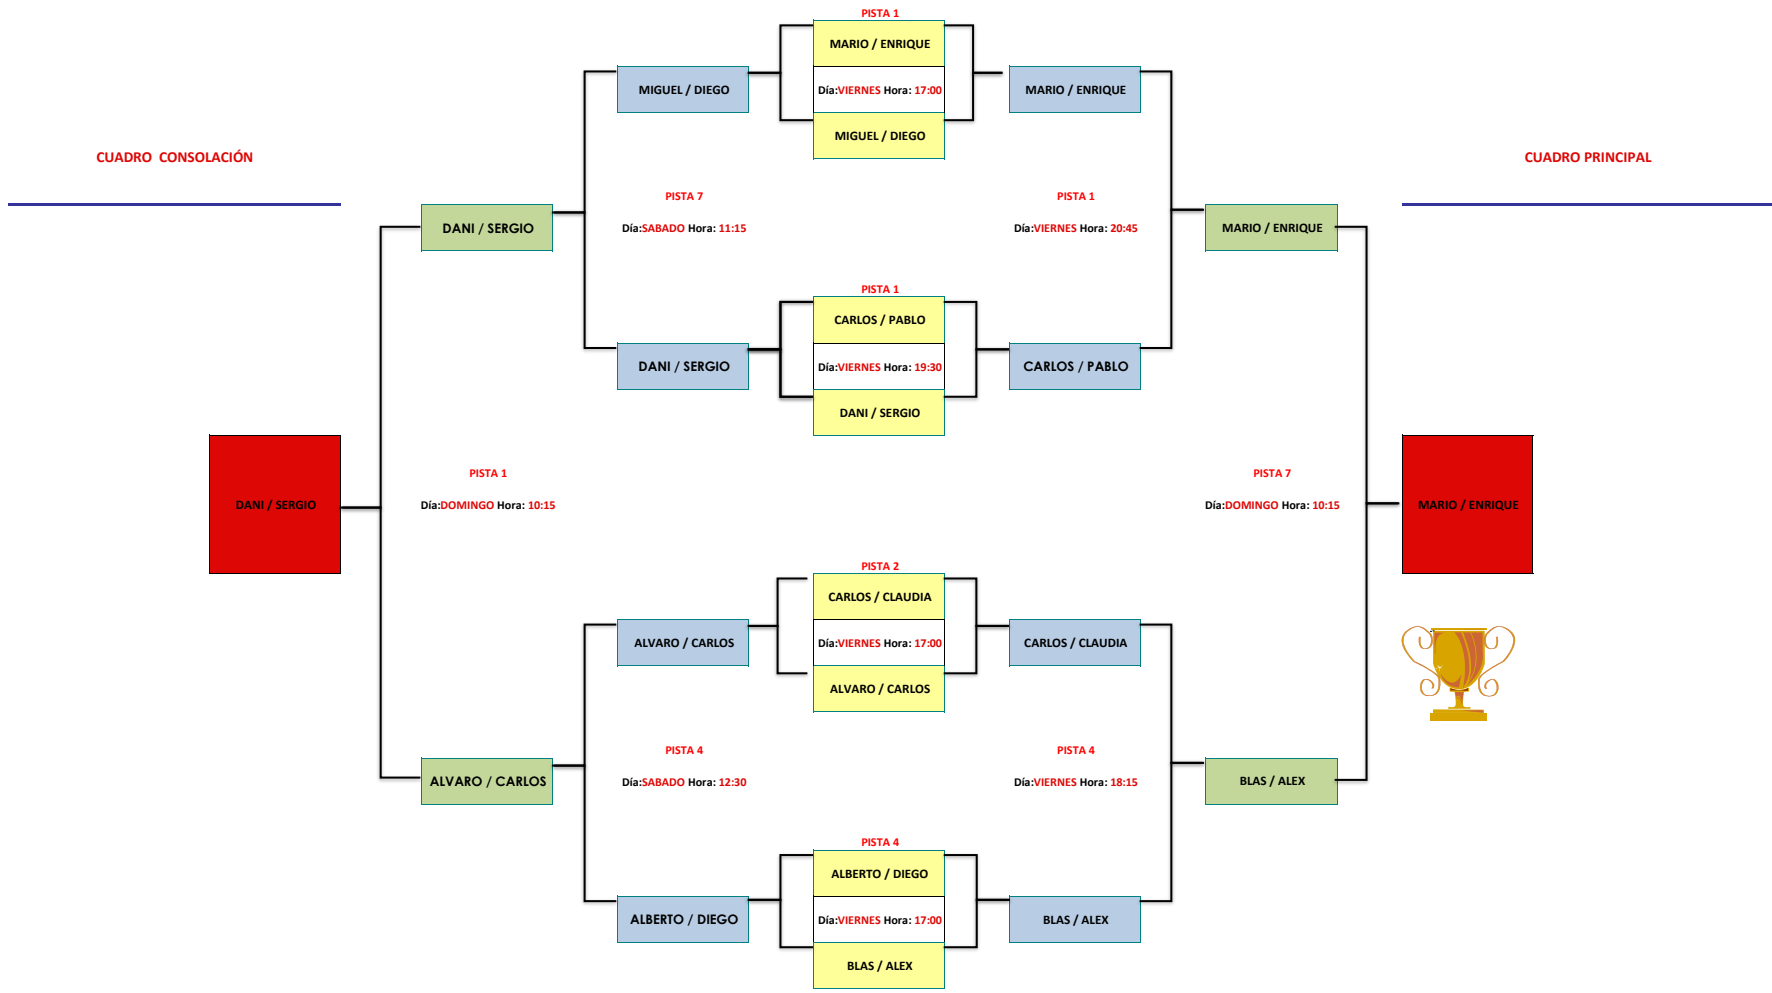 PISTA 1
MARIO / ENRIQUE
MIGUEL / DIEGO
Día:VIERNES Hora: 17:00
MARIO / ENRIQUE
MIGUEL / DIEGO
CUADRO  CONSOLACIÓN
CUADRO PRINCIPAL
PISTA 7
PISTA 1
DANI / SERGIO
Día:SABADO Hora: 11:15
Día:VIERNES Hora: 20:45
MARIO / ENRIQUE
PISTA 1
CARLOS / PABLO
DANI / SERGIO
Día:VIERNES Hora: 19:30
CARLOS / PABLO
DANI / SERGIO
PISTA 1
PISTA 7
DANI / SERGIO
Día:DOMINGO Hora: 10:15
Día:DOMINGO Hora: 10:15
MARIO / ENRIQUE
PISTA 2
CARLOS / CLAUDIA
ALVARO / CARLOS
Día:VIERNES Hora: 17:00
CARLOS / CLAUDIA
ALVARO / CARLOS
PISTA 4
PISTA 4
ALVARO / CARLOS
Día:SABADO Hora: 12:30
Día:VIERNES Hora: 18:15
BLAS / ALEX
PISTA 4
ALBERTO / DIEGO
ALBERTO / DIEGO
Día:VIERNES Hora: 17:00
BLAS / ALEX
BLAS / ALEX